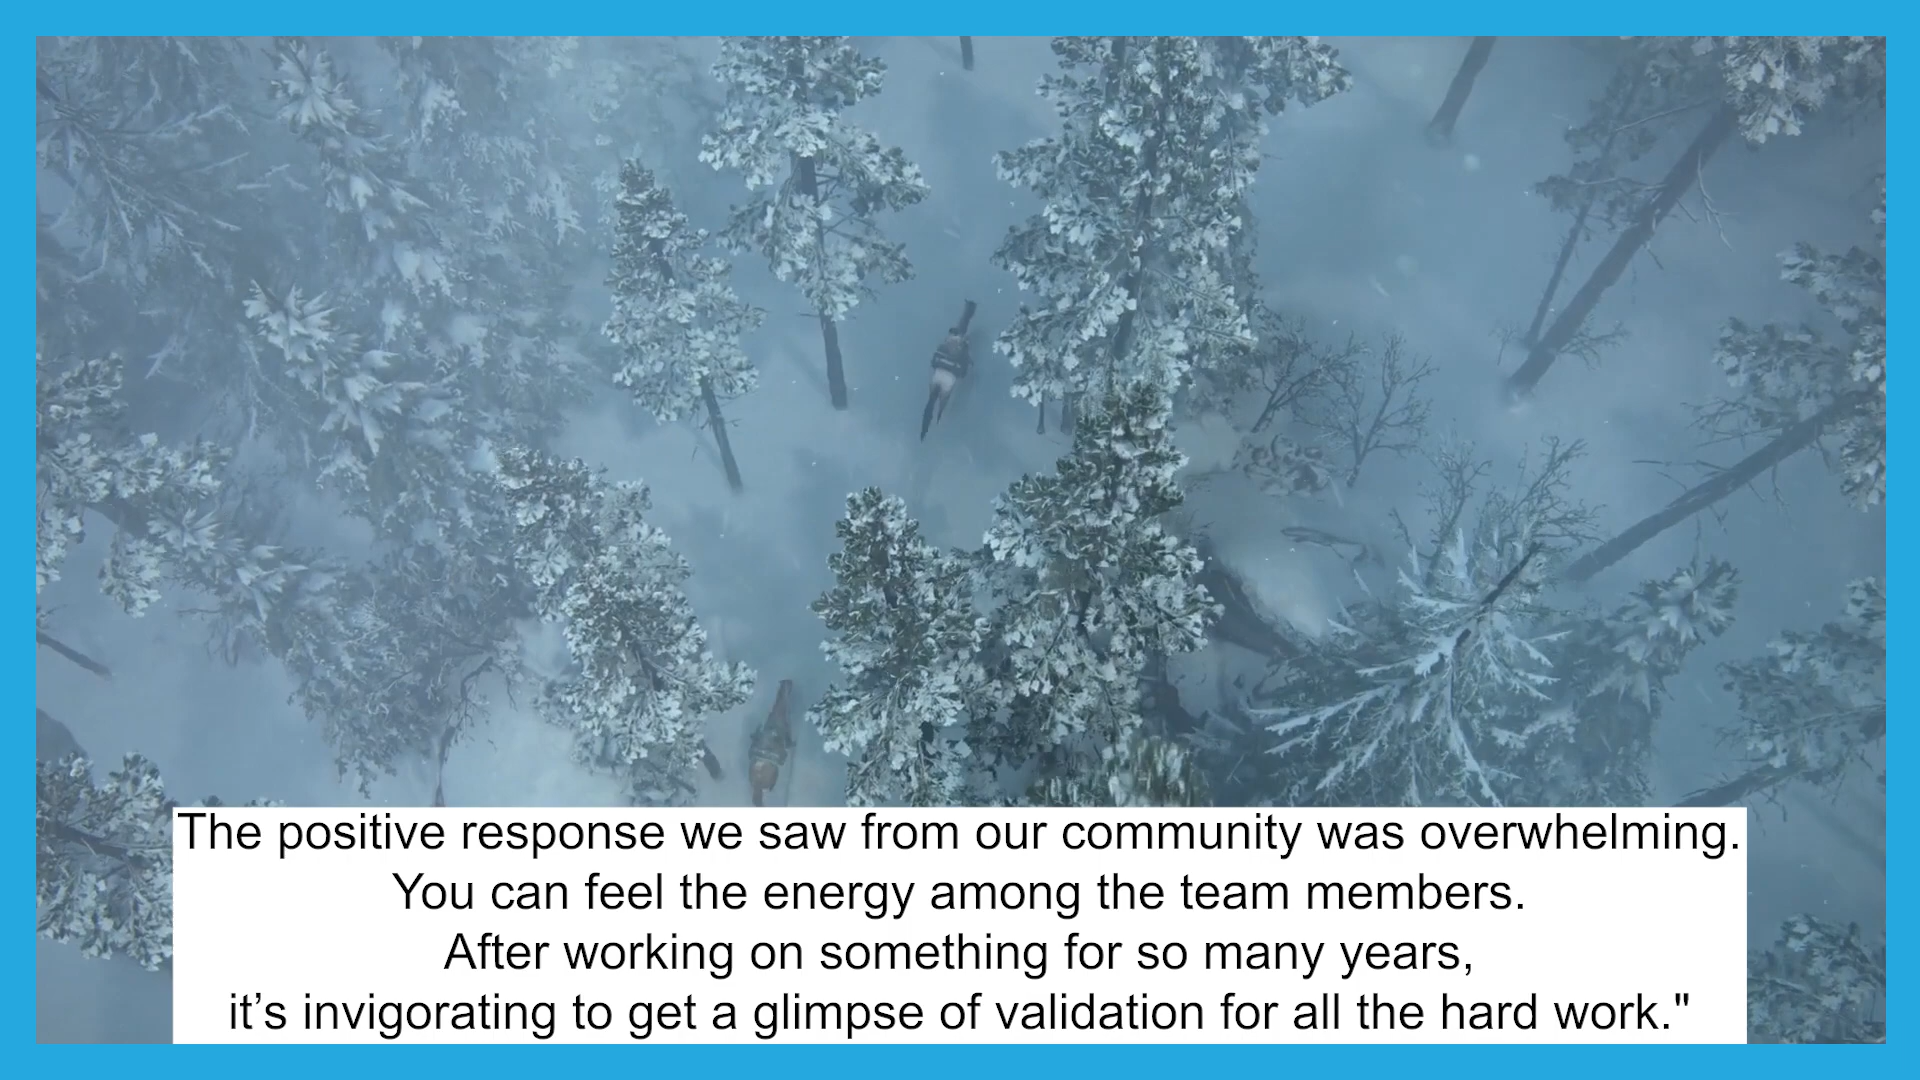 The positive response we saw from our community was overwhelming.
You can feel the energy among the team members.
After working on something for so many years,
it’s invigorating to get a glimpse of validation for all the hard work."